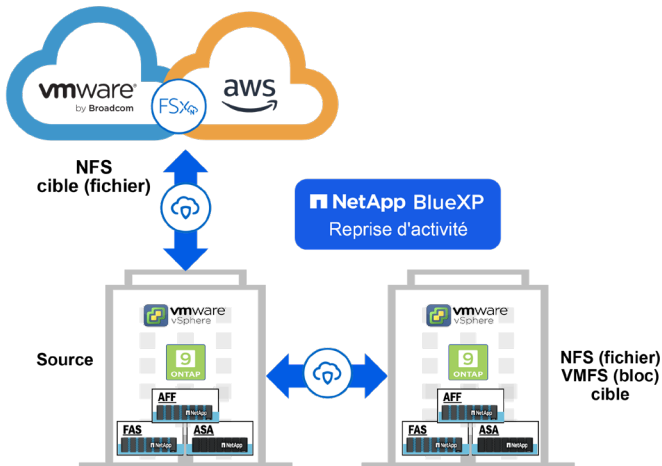 vmware®
by Broadcom
FSxN
aws
NFS
cible (fichier)
NetApp BlueXP
Reprise d'activité
vmware
vSphere
9
ONTAP
AFF
NetApp
FAS
NetApp
ASA
NetApp
Source
vmware
vSphere
9
ONTAP
AFF
NetApp
FAS
NetApp
ASA
NetApp
NFS (fichier)
VMFS (bloc)
cible